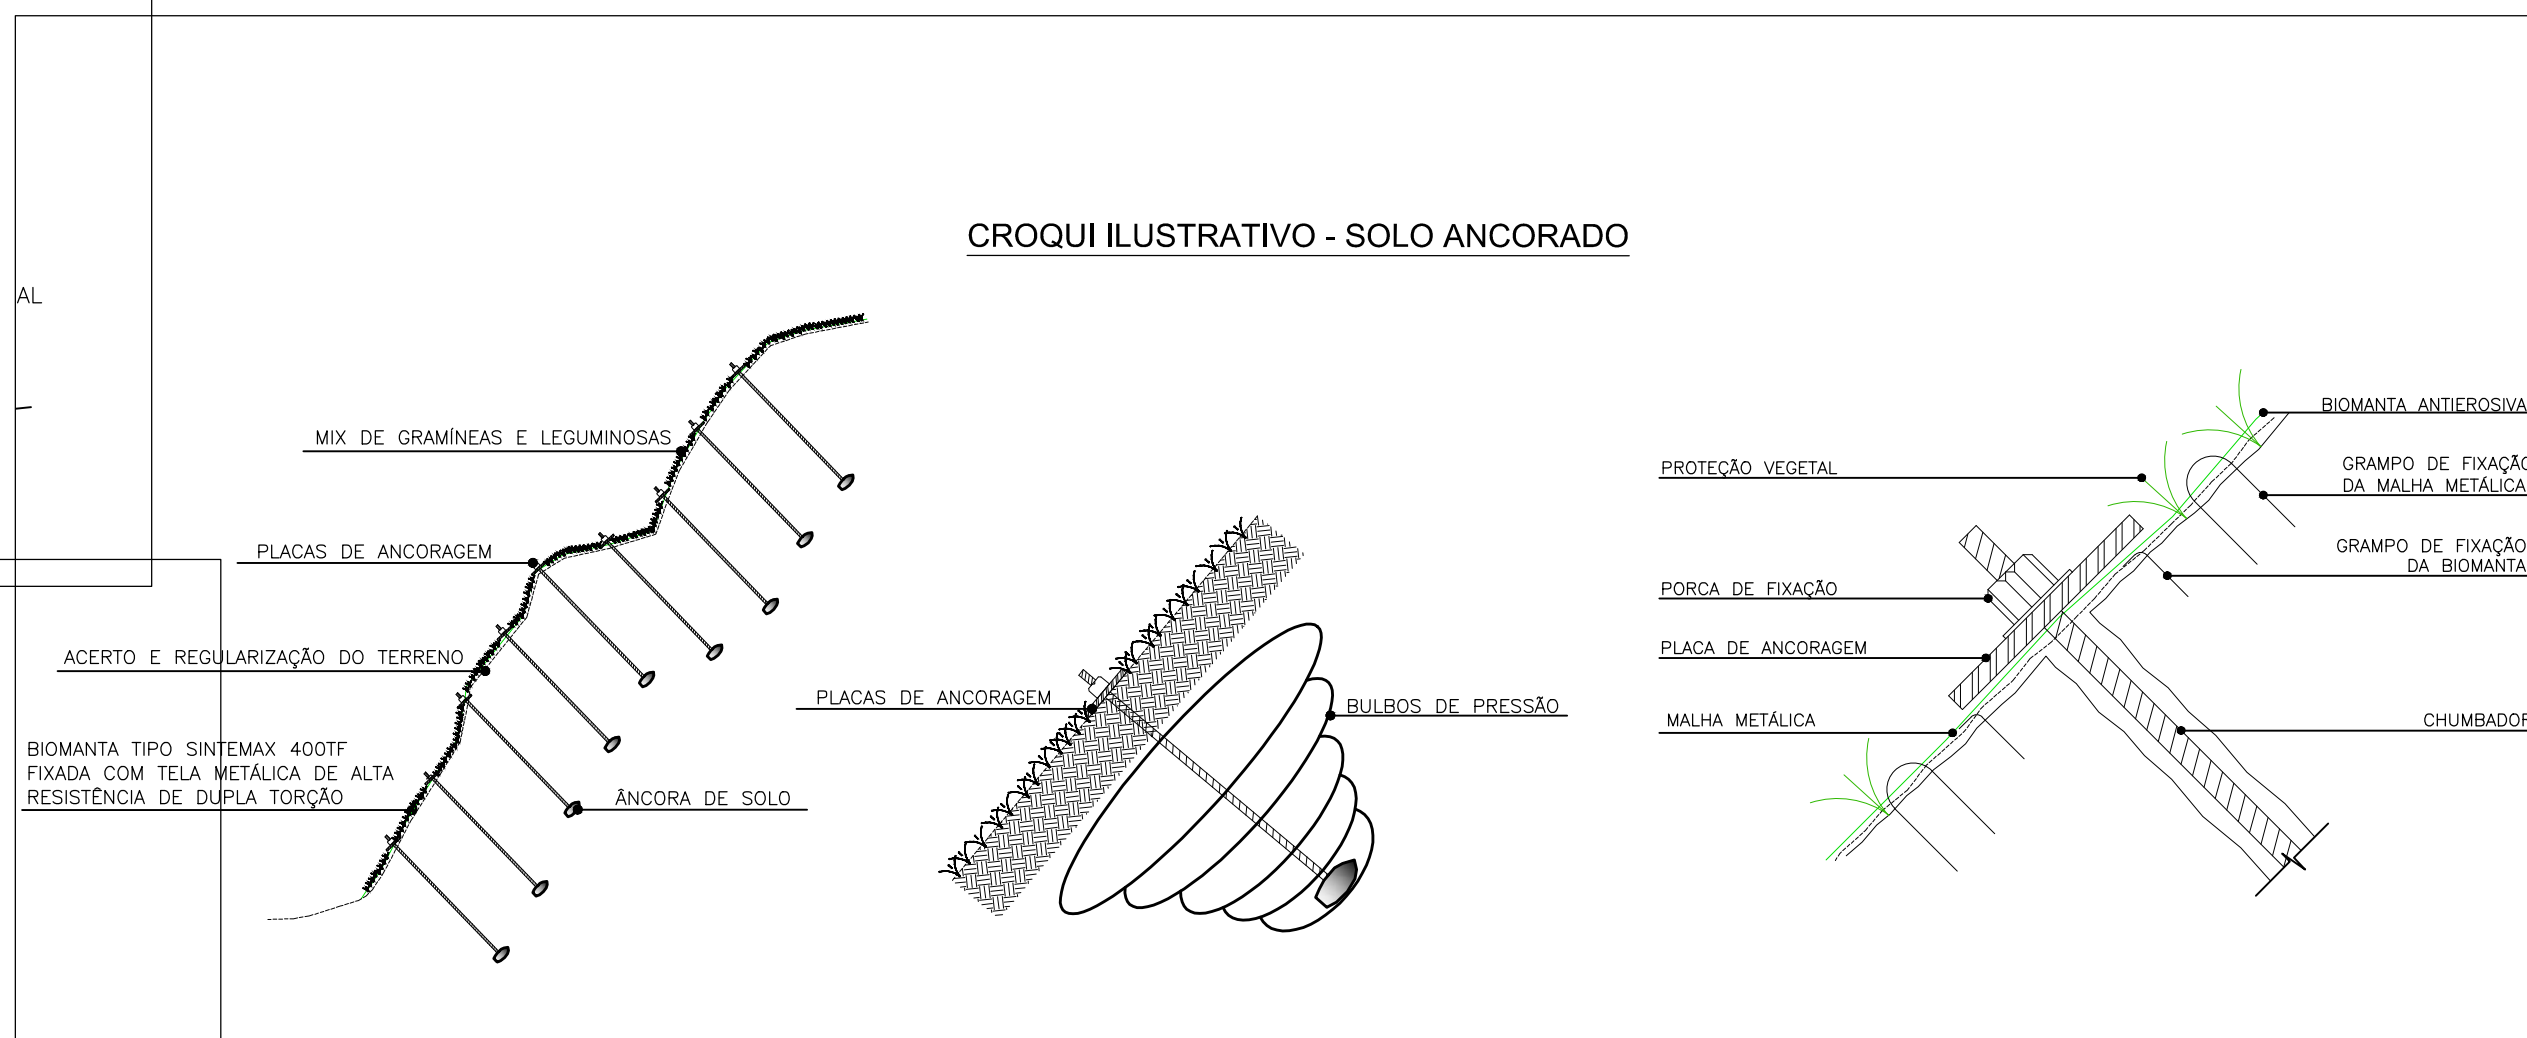 CROQUI ILUSTRATIVO - SOLO ANCORADO
AL
MIX DE GRAMÍNEAS E LEGUMINOSAS
PLACAS DE ANCORAGEM
ACERTO E REGULARIZAÇÃO DO TERRENO
BIOMANTA TIPO SINTEMAX 400TF
FIXADA COM TELA METÁLICA DE ALTA
RESISTÊNCIA DE DUPLA TORÇÃO
ÂNCORA DE SOLO
PLACAS DE ANCORAGEM
BULBOS DE PRESSÃO
PROTEÇÃO VEGETAL
PORCA DE FIXAÇÃO
PLACA DE ANCORAGEM
MALHA METÁLICA
BIOMANTA ANTIEROSIVA
GRAMPO DE FIXAÇÃO
DA MALHA METÁLICA
GRAMPO DE FIXAÇÃO
DA BIOMANTA
CHUMBADOR